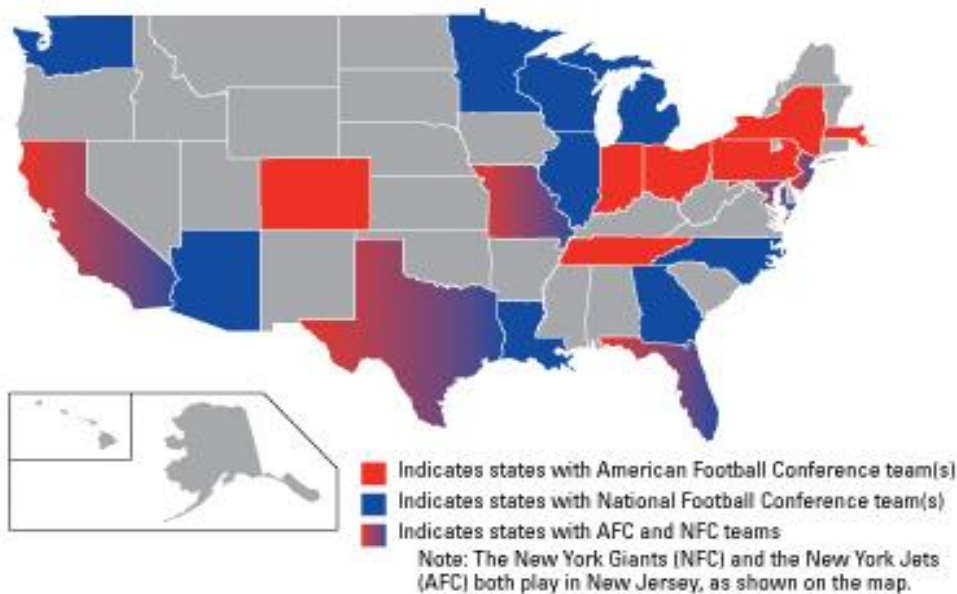 Indicates states with American Football Conference team(s)
Indicates states with National Football Conference team(s)
Indicates states with AFC and NFC teams
Note: The New York Giants (NFC) and the New York Jets
(AFC) both play in New Jersey, as shown on the map.